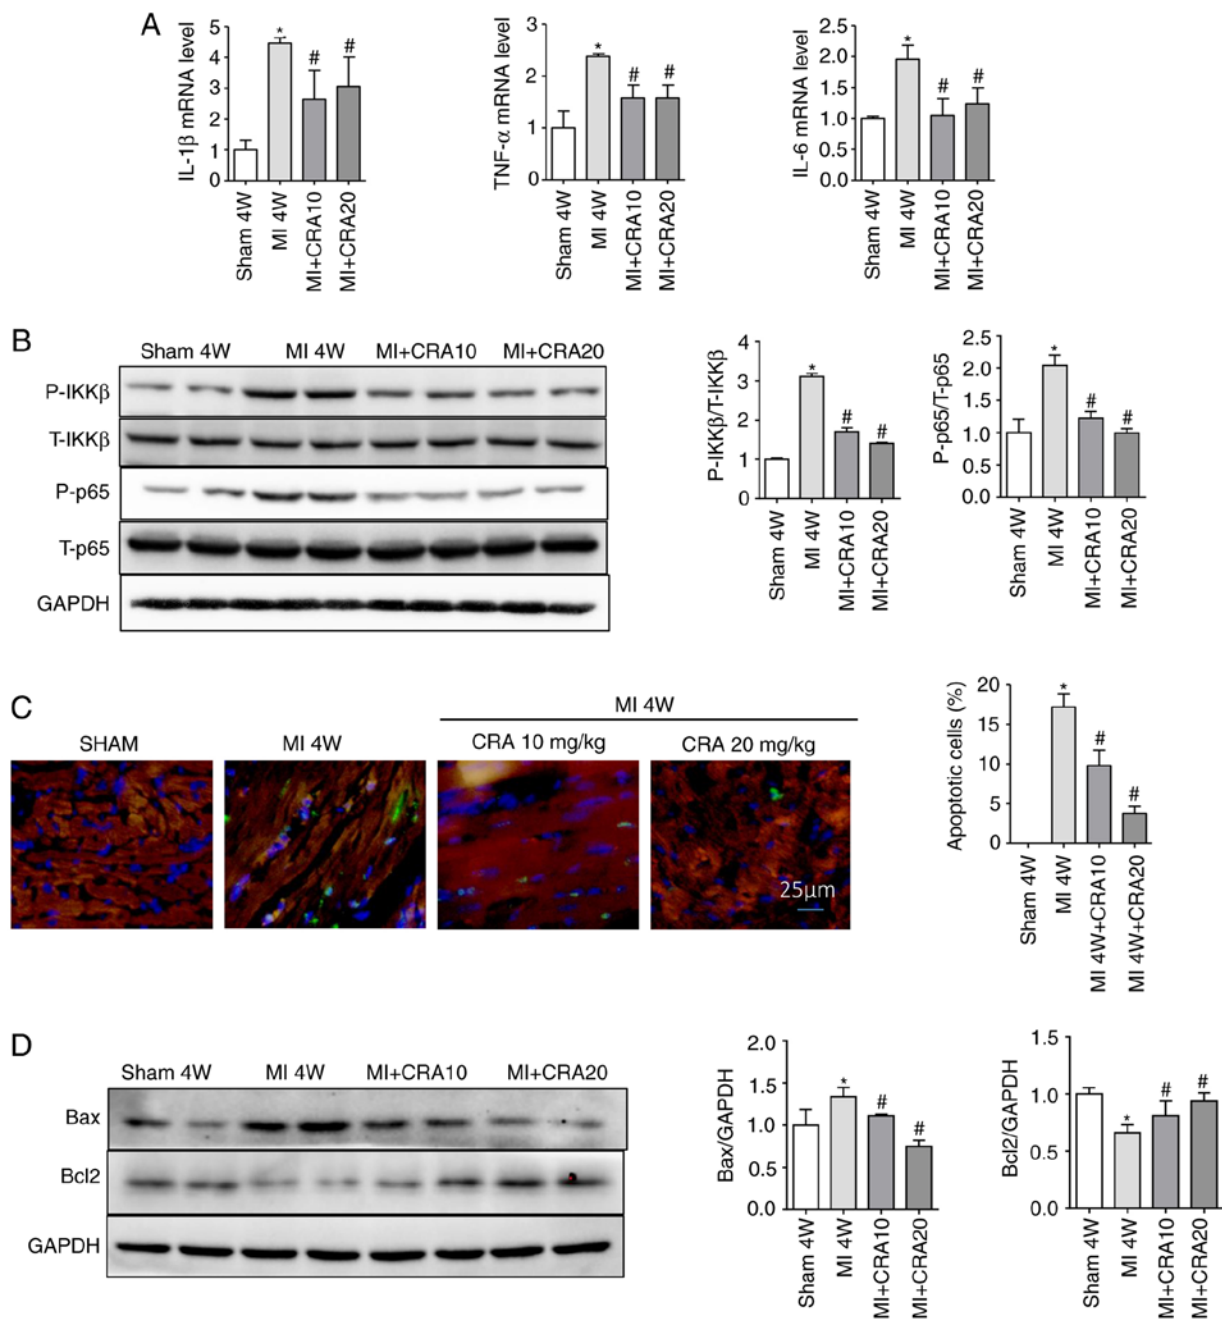 A
IL-1β mRNA level
5
4
3
2
1
0
*
#
#
Sham 4W
MI 4W
MI+CRA10
MI+CRA20
TNF-α mRNA level
3
2
1
0
*
#
#
Sham 4W
MI 4W
MI+CRA10
MI+CRA20
IL-6 mRNA level
2.5
2.0
1.5
1.0
0.5
0.0
*
#
#
Sham 4W
MI 4W
MI+CRA10
MI+CRA20
B
Sham 4W MI 4W MI+CRA10 MI+CRA20
P-IKKβ
T-IKKβ
P-p65
T-p65
GAPDH
P-IKKβ/T-IKKβ
4
3
2
1
0
*
#
#
Sham 4W
MI 4W
MI+CRA10
MI+CRA20
P-p65/T-p65
2.5
2.0
1.5
1.0
0.5
0.0
*
#
#
Sham 4W
MI 4W
MI+CRA10
MI+CRA20
C
MI 4W
SHAM MI 4W CRA 10 mg/kg CRA 20 mg/kg
25μm
Apoptotic cells (%)
20
15
10
5
0
*
#
#
Sham 4W
MI 4W
MI 4W+CRA10
MI 4W+CRA20
D
Sham 4W MI 4W MI+CRA10 MI+CRA20
Bax
Bcl2
GAPDH
Bax/GAPDH
2.0
1.5
1.0
0.5
0.0
*
#
#
Sham 4W
MI 4W
MI+CRA10
MI+CRA20
Bcl2/GAPDH
1.5
1.0
0.5
0.0
*
#
#
Sham 4W
MI 4W
MI+CRA10
MI+CRA20